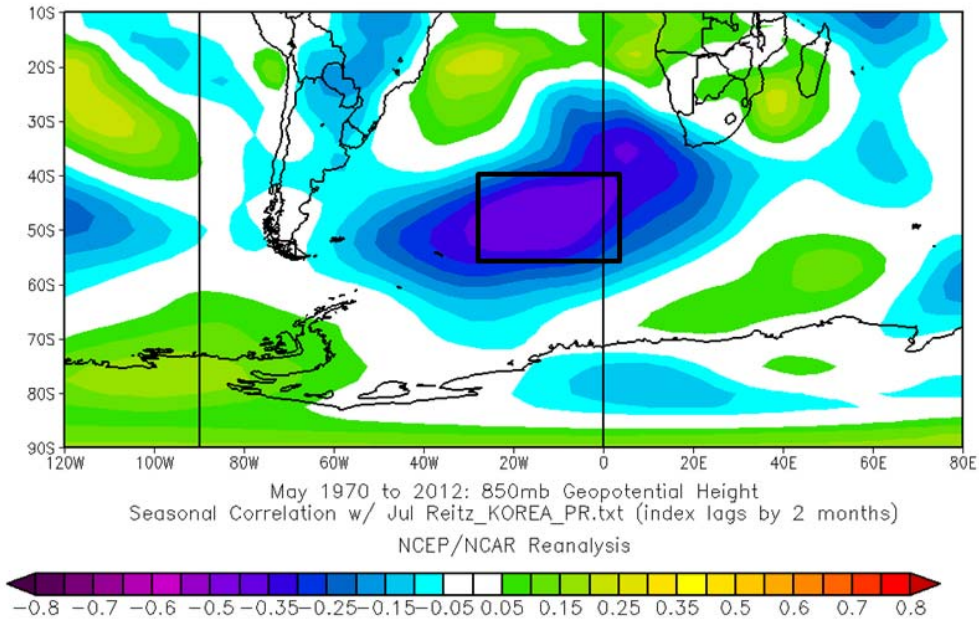 10S
20S
30S
40S
50S
60S
70S
80S
90S
120W 100W 80W 60W 40W 20W 0 20E 40E 60E 80E
May 1970 to 2012: 850mb Geopotential Height
Seasonal Correlation w/ Jul Reitz_KOREA_PR.txt (index lags by 2 months)
NCEP/NCAR Reanalysis
-0.8 -0.7 -0.6 -0.5 -0.35 -0.25 -0.15 -0.05 0.05 0.15 0.25 0.35 0.5 0.6 0.7 0.8